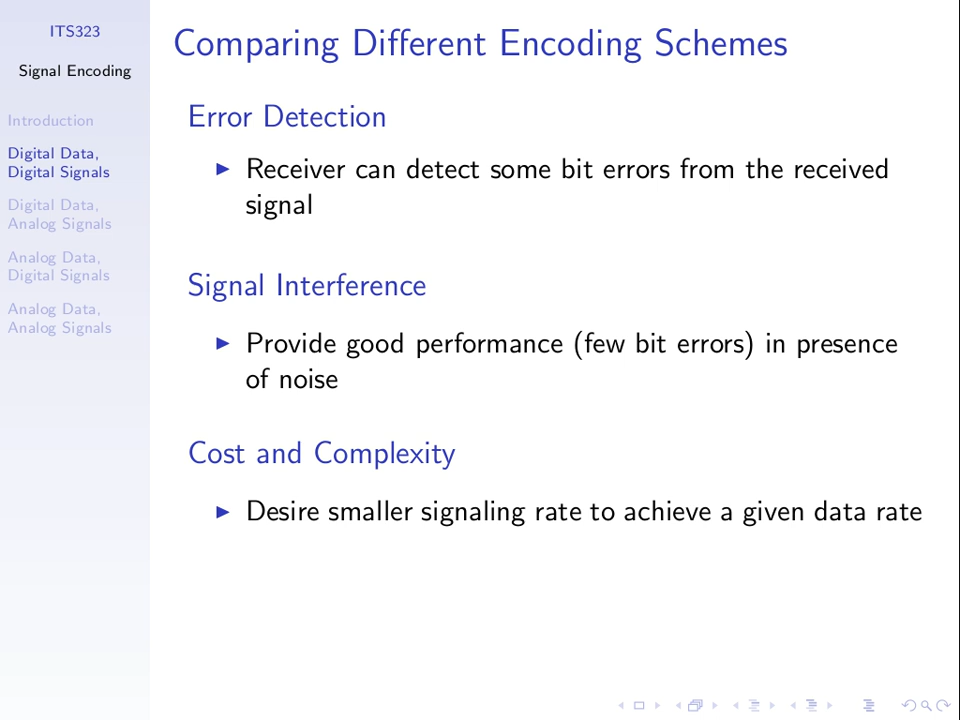 ITS323
Signal Encoding
Introduction
Digital Data,
Digital Signals
Digital Data,
Analog Signals
Analog Data,
Digital Signals
Analog Data,
Analog Signals
Comparing Different Encoding Schemes
Error Detection
Receiver can detect some bit errors from the received
signal
Signal Interference
Provide good performance (few bit errors) in presence
of noise
Cost and Complexity
Desire smaller signaling rate to achieve a given data rate